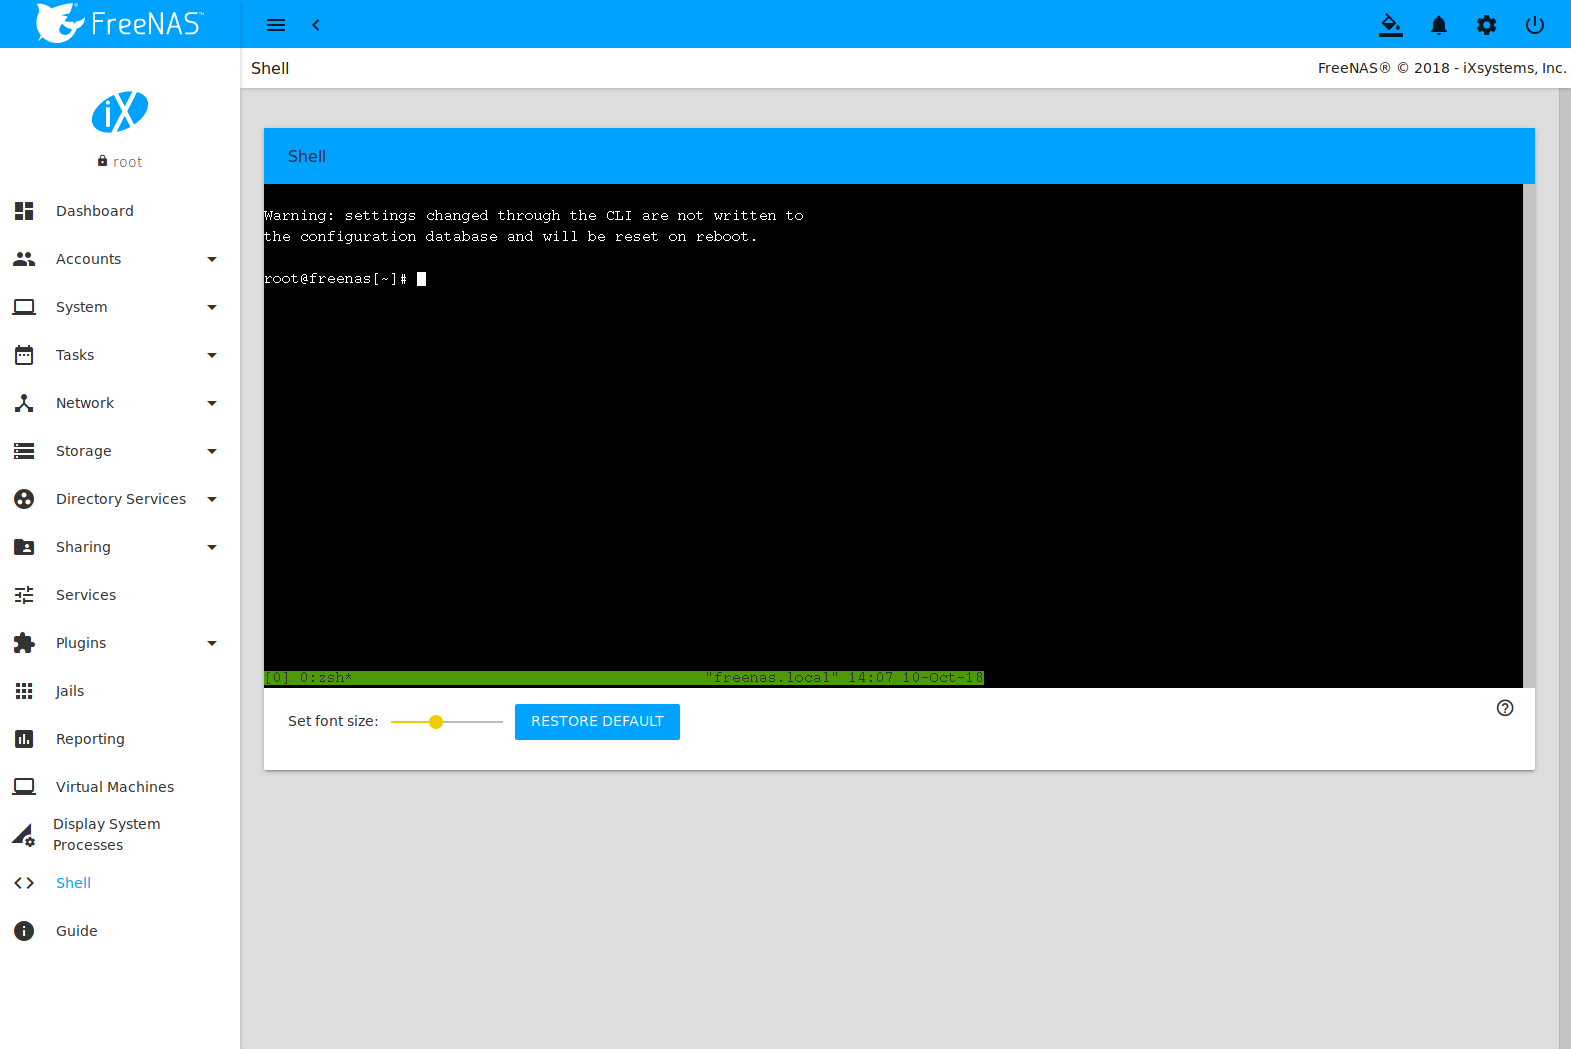 FreeNAS™
Shell
FreeNAS® © 2018 - iXsystems, Inc.
iX
root
Dashboard
Accounts
System
Tasks
Network
Storage
Directory Services
Sharing
Services
Plugins
Jails
Reporting
Virtual Machines
Display System
Processes
Shell
Guide
Shell
Warning: settings changed through the CLI are not written to
the configuration database and will be reset on reboot.
root@freenas[~]#
[0] 0:zsh* "freenas.local" 14:07 10-Oct-18
Set font size:
RESTORE DEFAULT